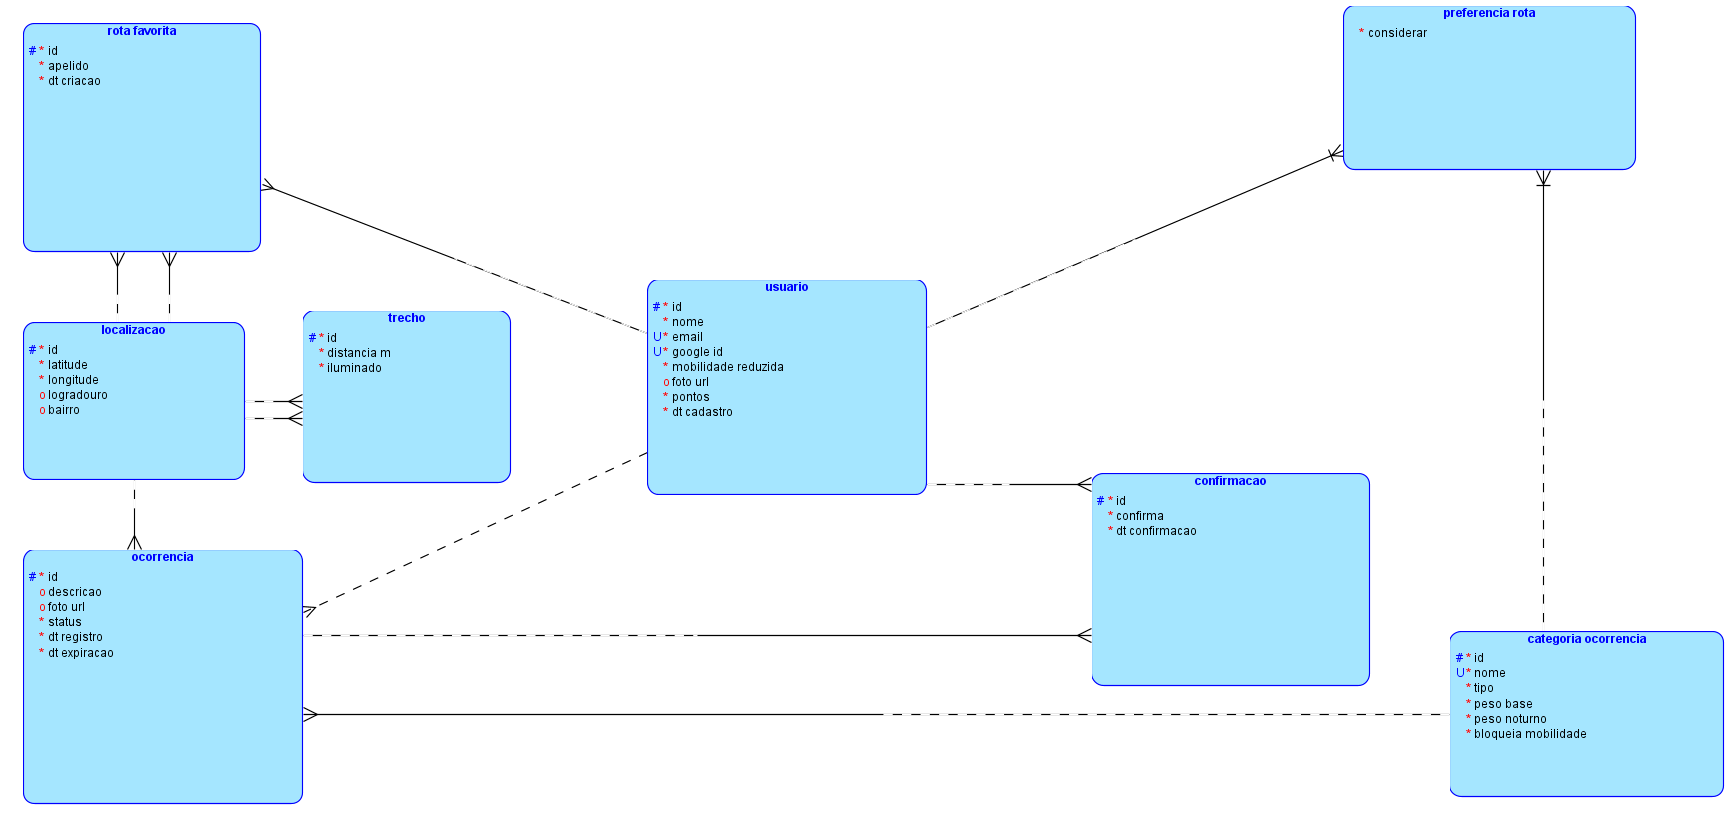 rota favorita
# * id
* apelido
* dt criacao
preferencia rota
* considerar
localizacao
# * id
* latitude
* longitude
o logradouro
o bairro
trecho
# * id
* distancia m
* iluminado
usuario
# * id
* nome
U * email
U * google id
* mobilidade reduzida
o foto url
* pontos
* dt cadastro
confirmacao
# * id
* confirma
* dt confirmacao
ocorrencia
# * id
o descricao
o foto url
* status
* dt registro
* dt expiracao
categoria ocorrencia
# * id
U * nome
* tipo
* peso base
* peso noturno
* bloqueia mobilidade